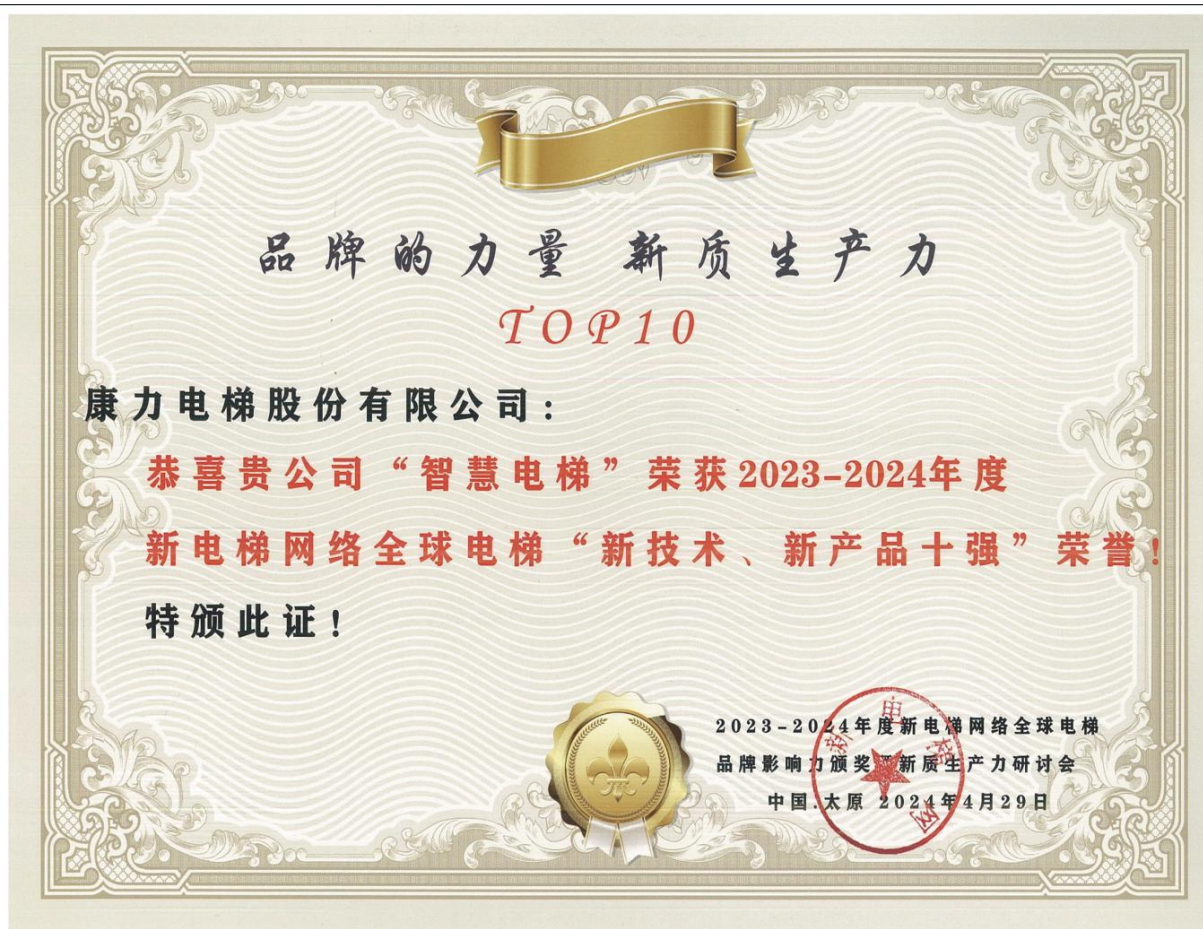 品牌的力量 新质生产力
TOP10
康力电梯股份有限公司:
恭喜贵公司“智慧电梯”荣获2023-2024年度
新电梯网络全球电梯“新技术、新产品十强”荣誉!
特颁此证!
2023-2024年度新电梯网络全球电梯
品牌影响力颁奖暨新质生产力研讨会
中国.太原 2024年4月29日
新电梯网